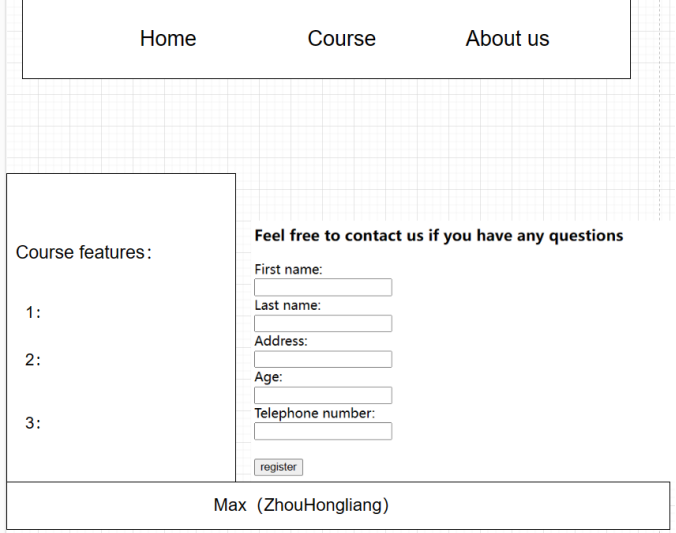 Home Course About us
Course features：
1：
2：
3：
Feel free to contact us if you have any questions
First name:
Last name:
Address:
Age:
Telephone number:
register
Max（ZhouHongliang）